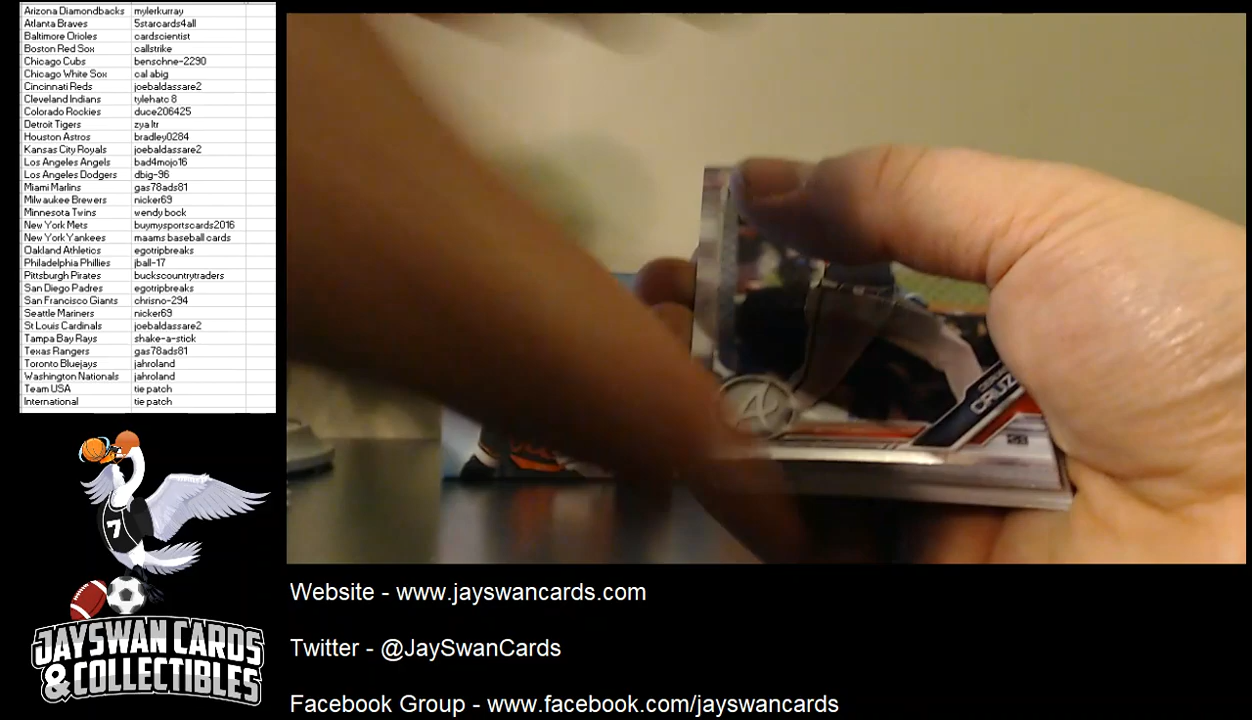 Arizona Diamondbacks mylerkurray
Atlanta Braves 5starcards4all
Baltimore Orioles cardscientist
Boston Red Sox callstrike
Chicago Cubs benschne-2290
Chicago White Sox cal abig
Cincinnati Reds joebaldassare2
Cleveland Indians tylehatc 8
Colorado Rockies duce206425
Detroit Tigers zya ltr
Houston Astros bradley0284
Kansas City Royals joebaldassare2
Los Angeles Angels bad4mojo16
Los Angeles Dodgers dbig-96
Miami Marlins gas78ads81
Milwaukee Brewers nicker69
Minnesota Twins wendy bock
New York Mets buymysportscards2016
New York Yankees maams baseball cards
Oakland Athletics egotripbreaks
Philadelphia Phillies jball-17
Pittsburgh Pirates buckscountrytraders
San Diego Padres egotripbreaks
San Francisco Giants chrisno-294
Seattle Mariners nicker69
St Louis Cardinals joebaldassare2
Tampa Bay Rays shake-a-stick
Texas Rangers gas78ads81
Toronto Bluejays jahroland
Washington Nationals jahroland
Team USA tie patch
International tie patch
CRUZ
2B
7
JAYSWAN CARDS
& COLLECTIBLES
Website - www.jayswancards.com
Twitter - @JaySwanCards
Facebook Group - www.facebook.com/jayswancards